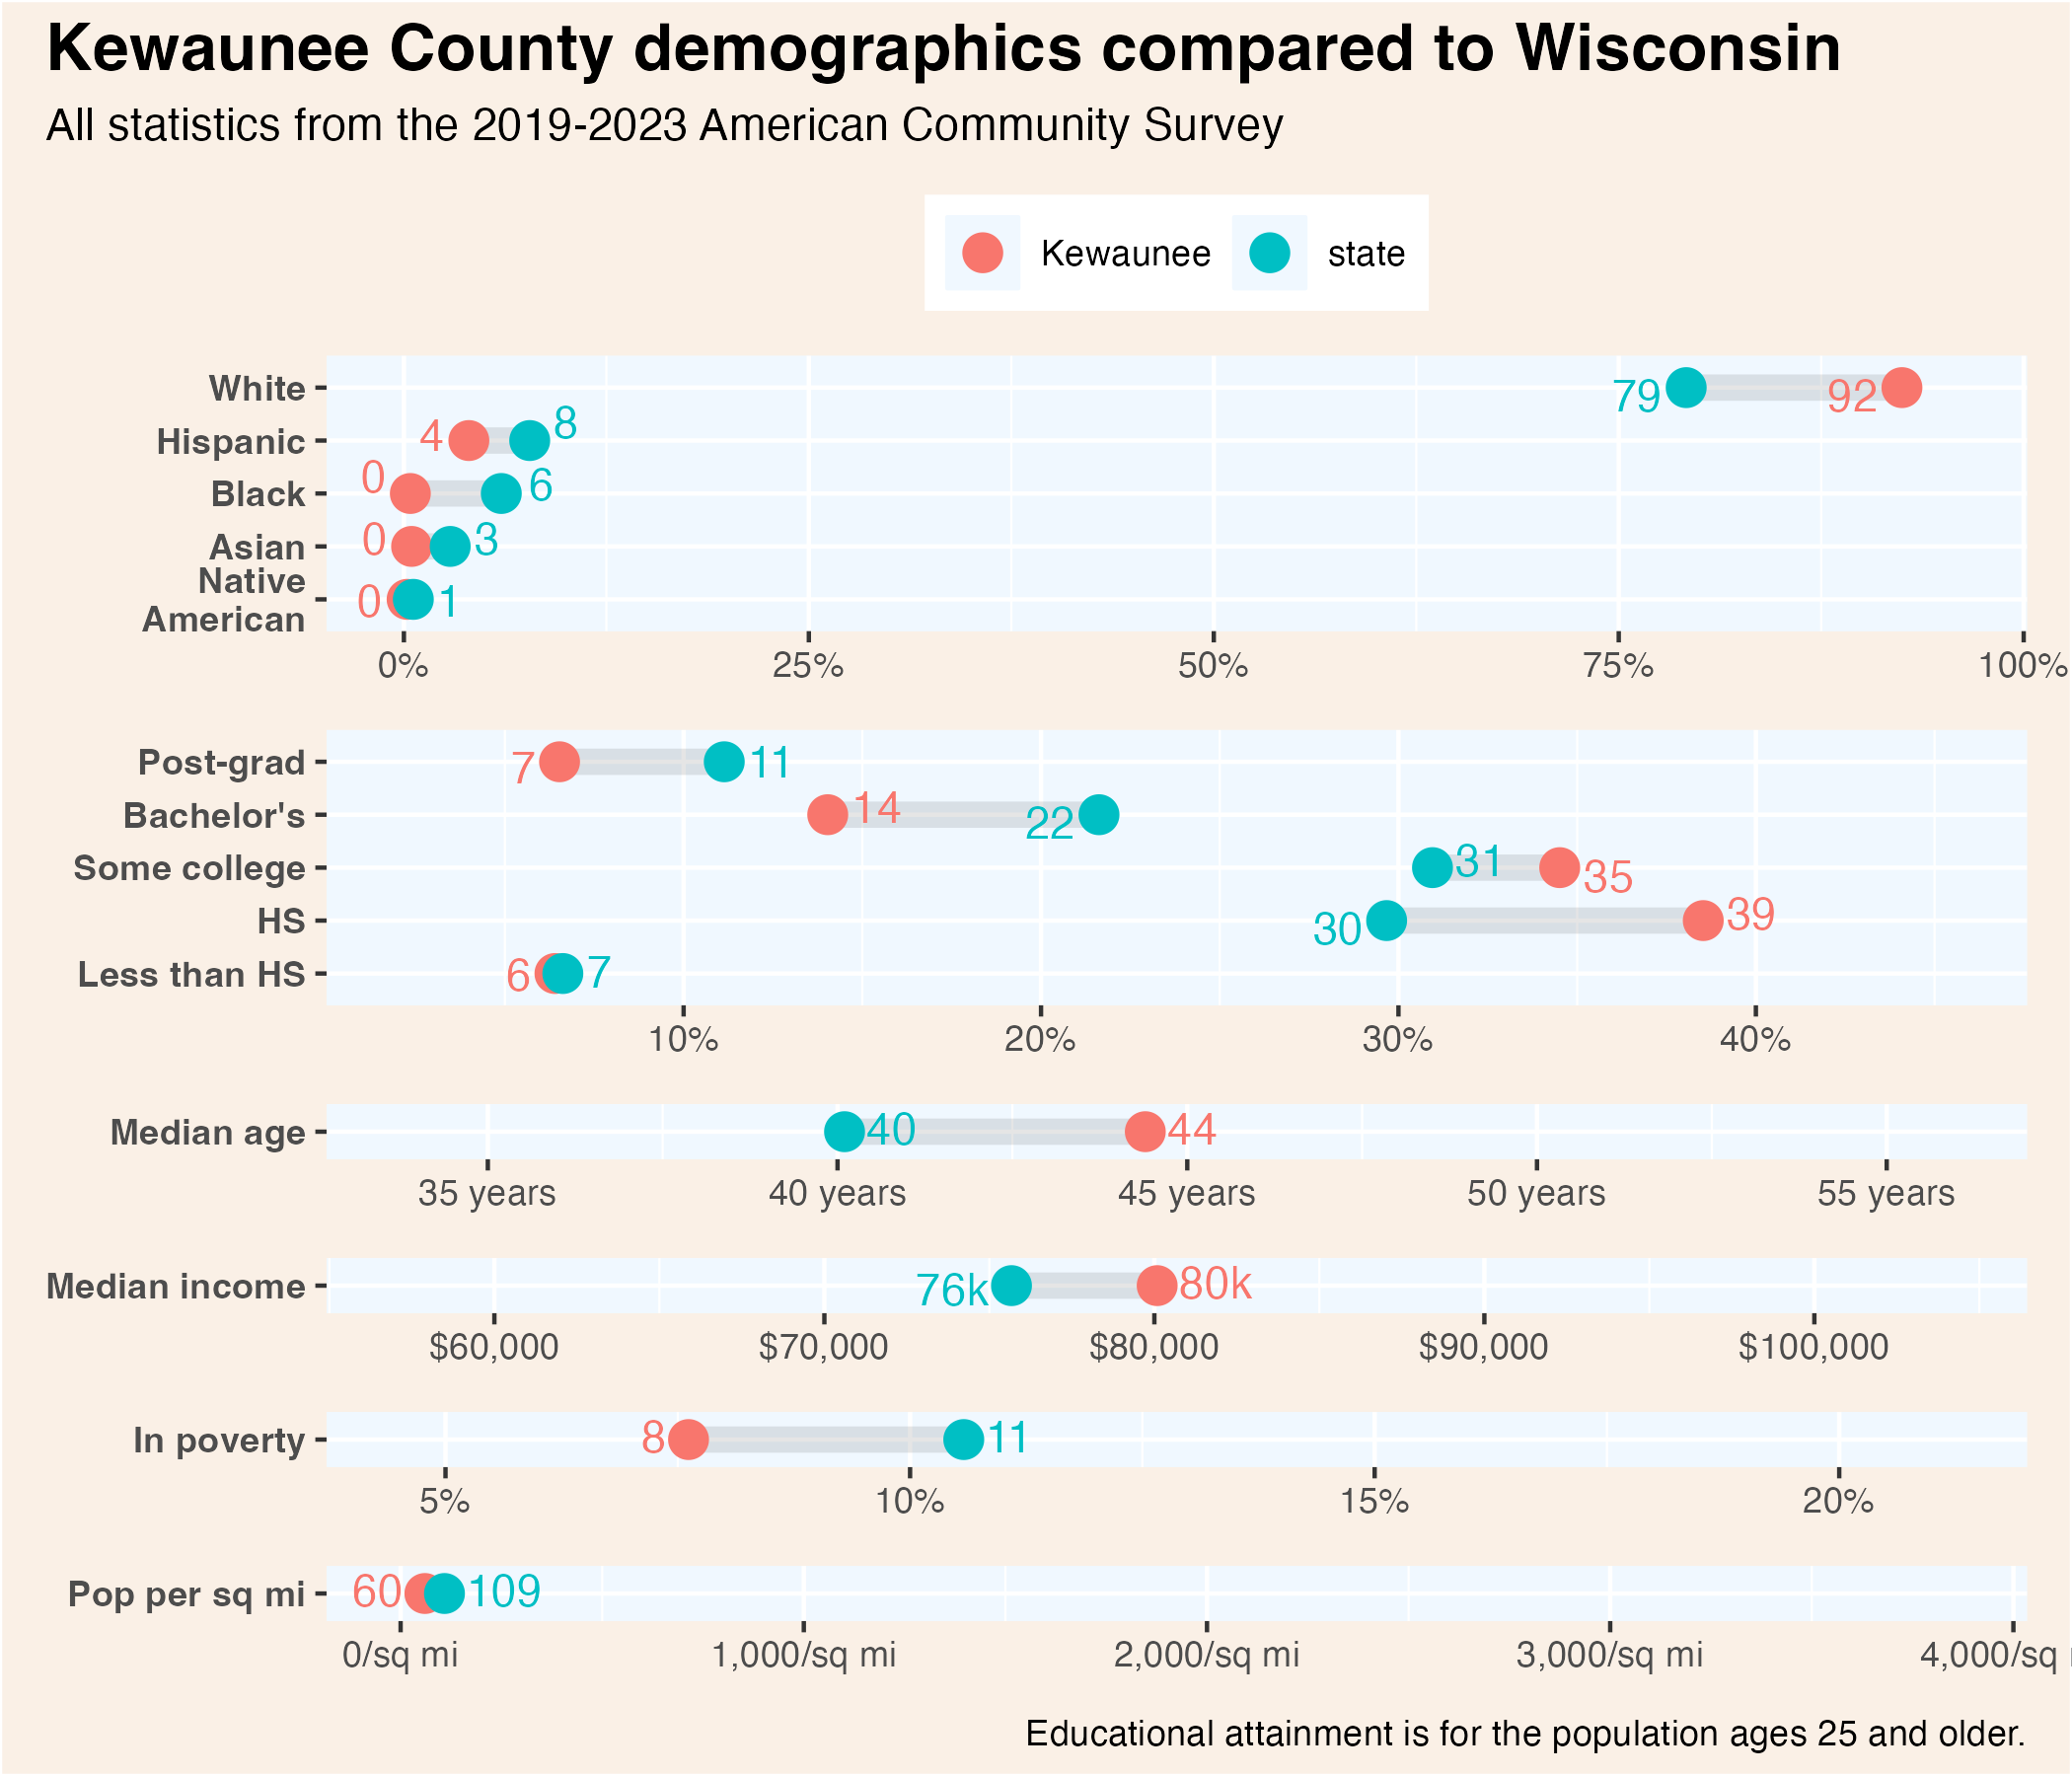 Kewaunee County demographics compared to Wisconsin
All statistics from the 2019-2023 American Community Survey
Kewaunee state
White 79 92
Hispanic 4 8
Black 0 6
Asian 0 3
Native
American 0 1
0% 25% 50% 75% 100%
Post-grad 7 11
Bachelor's 14 22
Some college 31 35
HS 30 39
Less than HS 6 7
10% 20% 30% 40%
Median age 40 44
35 years 40 years 45 years 50 years 55 years
Median income 76k 80k
$60,000 $70,000 $80,000 $90,000 $100,000
In poverty 8 11
5% 10% 15% 20%
Pop per sq mi 60 109
0/sq mi 1,000/sq mi 2,000/sq mi 3,000/sq mi 4,000/sq
Educational attainment is for the population ages 25 and older.